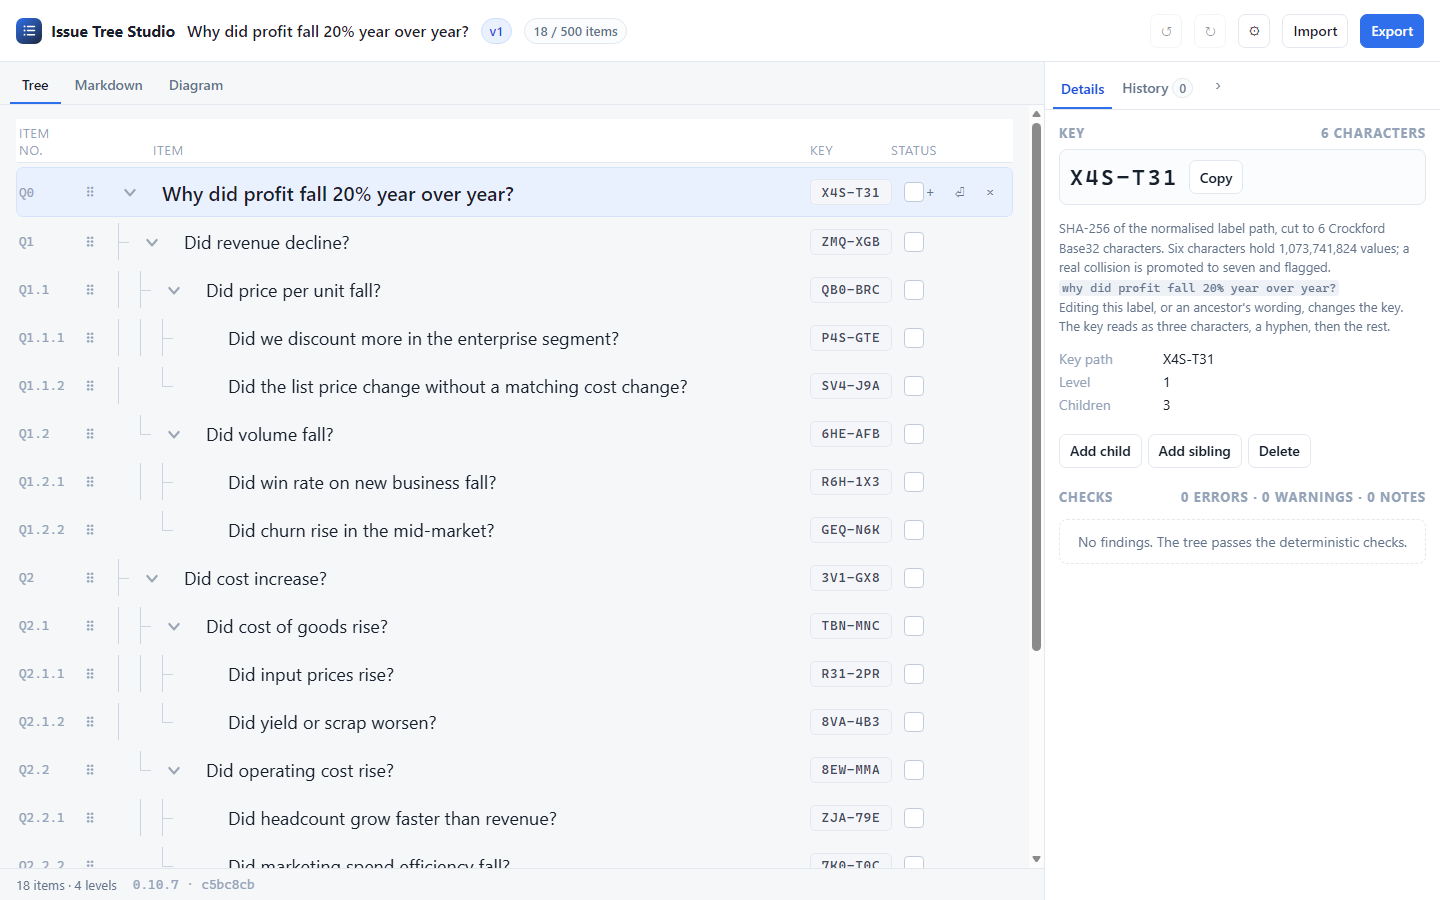 Issue Tree Studio Why did profit fall 20% year over year? v1 18 / 500 items Import Export
Tree Markdown Diagram
ITEM NO. ITEM KEY STATUS
Q0 Why did profit fall 20% year over year? X4S-T31 + ×
Q1 Did revenue decline? ZMQ-XGB
Q1.1 Did price per unit fall? QB0-BRC
Q1.1.1 Did we discount more in the enterprise segment? P4S-GTE
Q1.1.2 Did the list price change without a matching cost change? SV4-J9A
Q1.2 Did volume fall? 6HE-AFB
Q1.2.1 Did win rate on new business fall? R6H-1X3
Q1.2.2 Did churn rise in the mid-market? GEQ-N6K
Q2 Did cost increase? 3V1-GX8
Q2.1 Did cost of goods rise? TBN-MNC
Q2.1.1 Did input prices rise? R31-2PR
Q2.1.2 Did yield or scrap worsen? 8VA-4B3
Q2.2 Did operating cost rise? 8EW-MMA
Q2.2.1 Did headcount grow faster than revenue? ZJA-79E
Q2.2.2 Did marketing spend efficiency fall? 7K0-T0C
18 items · 4 levels 0.10.7 · c5bc8cb
Details History 0 ›
KEY 6 CHARACTERS
X4S-T31 Copy
SHA-256 of the normalised label path, cut to 6 Crockford
Base32 characters. Six characters hold 1,073,741,824 values; a
real collision is promoted to seven and flagged.
why did profit fall 20% year over year?
Editing this label, or an ancestor's wording, changes the key.
The key reads as three characters, a hyphen, then the rest.
Key path X4S-T31
Level 1
Children 3
Add child Add sibling Delete
CHECKS 0 ERRORS · 0 WARNINGS · 0 NOTES
No findings. The tree passes the deterministic checks.